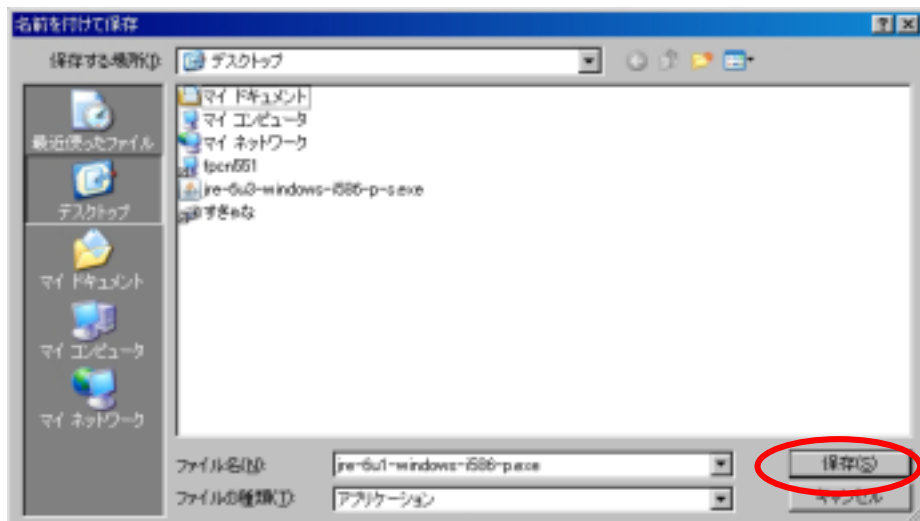 名前を付けて保存
保存する場所(I):
デスクトップ
マイ ドキュメント
マイ コンピュータ
マイ ネットワーク
jre-6u3-windows-i586-p-s.exe
最近使ったファイル
デスクトップ
マイ ドキュメント
マイ コンピュータ
マイ ネットワーク
ファイル名(N):
jre-6u1-windows-i586-p.exe
保存(S)
ファイルの種類(T):
アプリケーション
キャンセル